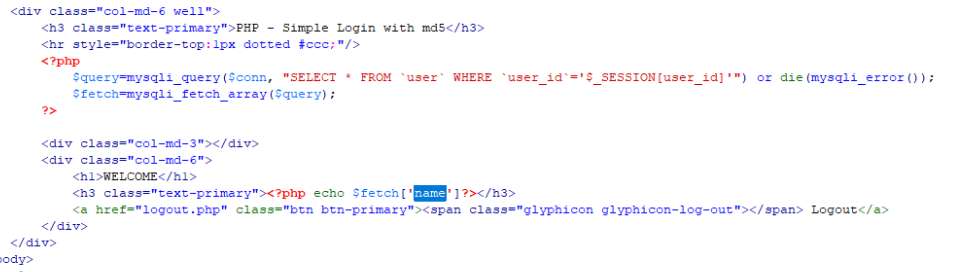 <div class="col-md-6 well">
<h3 class="text-primary">PHP - Simple Login with md5</h3>
<hr style="border-top:1px dotted #ccc;"/>
<?php
$query=mysqli_query($conn, "SELECT * FROM `user` WHERE `user_id`='$_SESSION[user_id]'") or die(mysqli_error());
$fetch=mysqli_fetch_array($query);
?>
<div class="col-md-3"></div>
<div class="col-md-6">
<h1>WELCOME</h1>
<h3 class="text-primary"><?php echo $fetch['name']?></h3>
<a href="logout.php" class="btn btn-primary"><span class="glyphicon glyphicon-log-out"></span> Logout</a>
</div>
</div>
body>